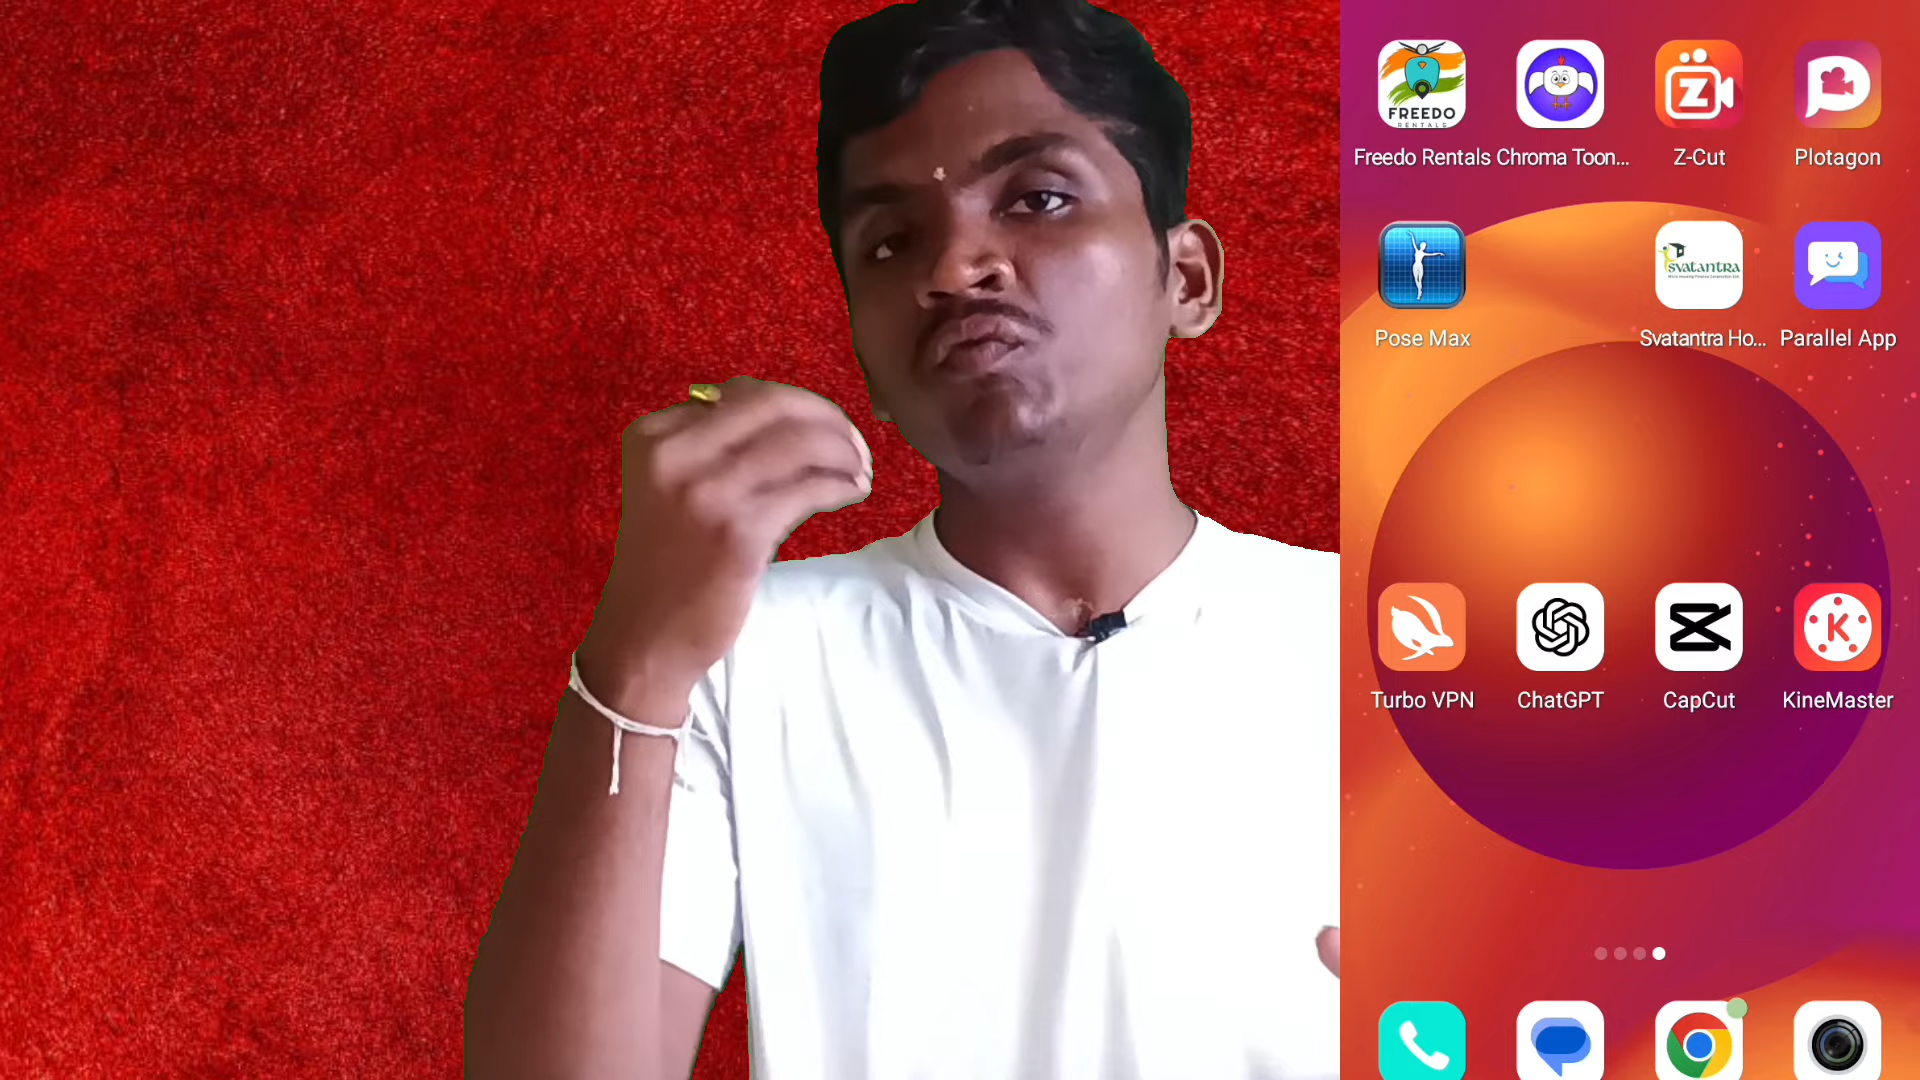 FREEDO
RENTALS
Z
Freedo Rentals Chroma Toon... Z-Cut Plotagon
svatantra
Pose Max Svatantra Ho... Parallel App
K
Turbo VPN ChatGPT CapCut KineMaster